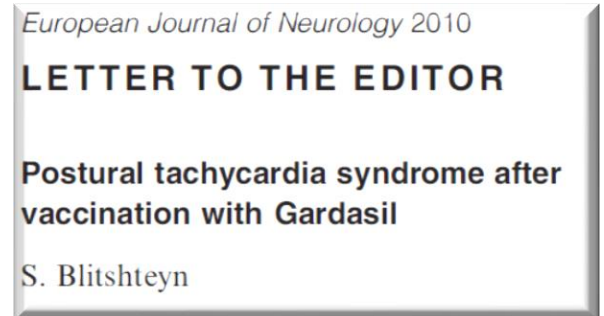 European Journal of Neurology 2010
LETTER TO THE EDITOR
Postural tachycardia syndrome after
vaccination with Gardasil
S. Blitshteyn